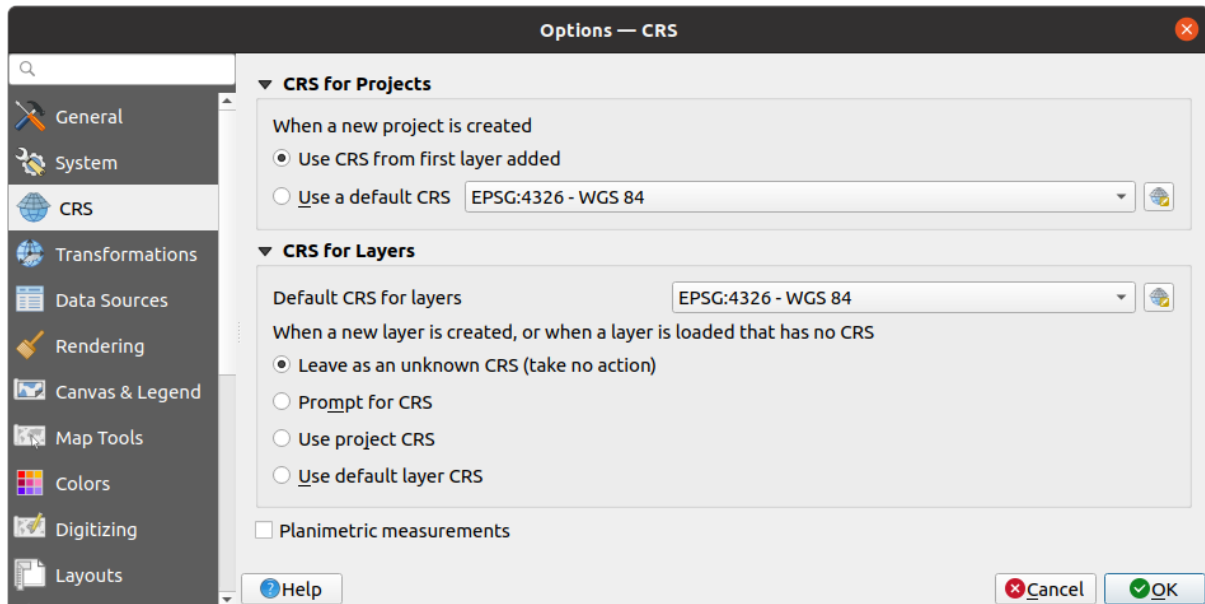 Options — CRS
General
System
CRS
Transformations
Data Sources
Rendering
Canvas & Legend
Map Tools
Colors
Digitizing
Layouts
CRS for Projects
When a new project is created
Use CRS from first layer added
Use a default CRS EPSG:4326 - WGS 84
CRS for Layers
Default CRS for layers EPSG:4326 - WGS 84
When a new layer is created, or when a layer is loaded that has no CRS
Leave as an unknown CRS (take no action)
Prompt for CRS
Use project CRS
Use default layer CRS
Planimetric measurements
Help Cancel OK